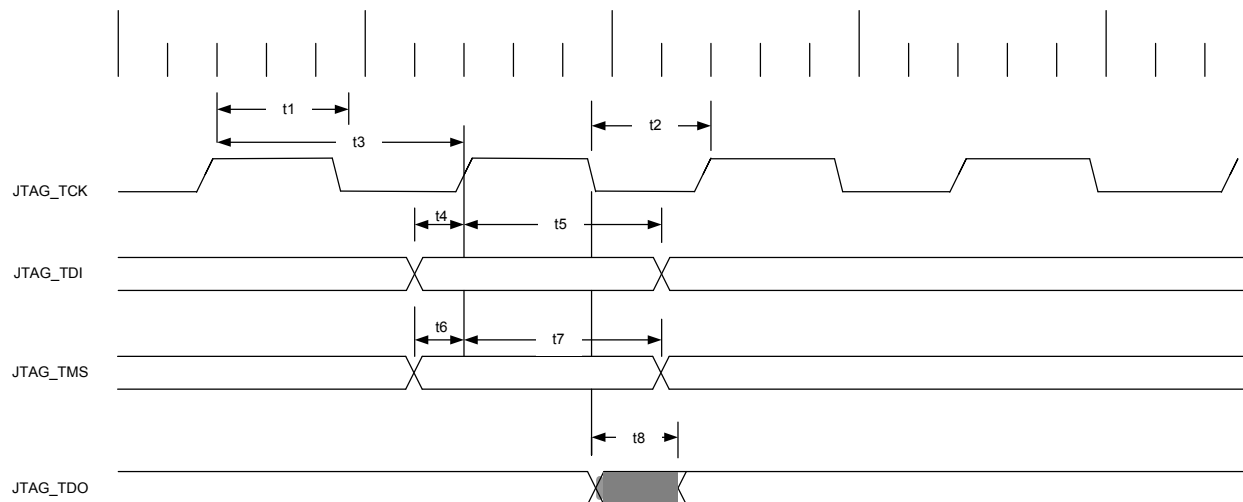 t1
t2
t3
JTAG_TCK
t4
t5
JTAG_TDI
t6
t7
JTAG_TMS
t8
JTAG_TDO